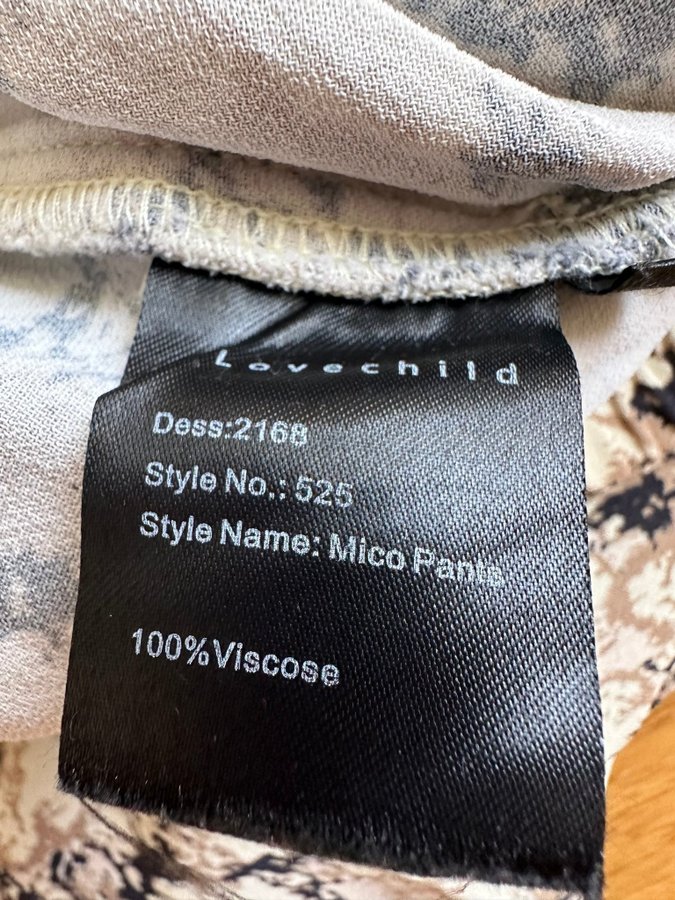 Lovechild
Dess:2168
Style No.: 525
Style Name: Mico Pants
100%Viscose